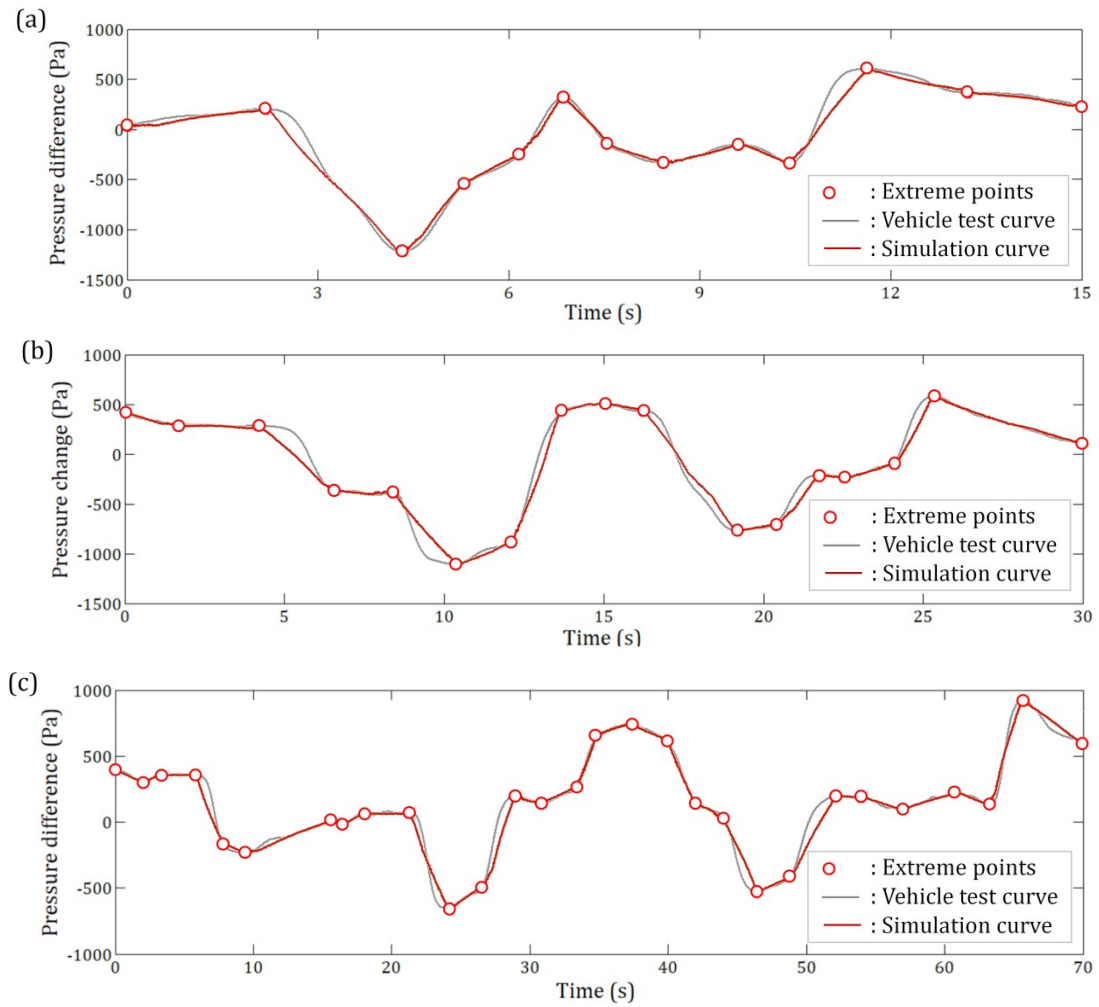 (a)
Pressure difference (Pa)
1000
500
0
-500
-1000
-1500
0 3 6 9 12 15
Time (s)
: Extreme points
: Vehicle test curve
: Simulation curve
(b)
Pressure change (Pa)
1000
500
0
-500
-1000
-1500
0 5 10 15 20 25 30
Time (s)
: Extreme points
: Vehicle test curve
: Simulation curve
(c)
Pressure difference (Pa)
1000
500
0
-500
-1000
0 10 20 30 40 50 60 70
Time (s)
: Extreme points
: Vehicle test curve
: Simulation curve